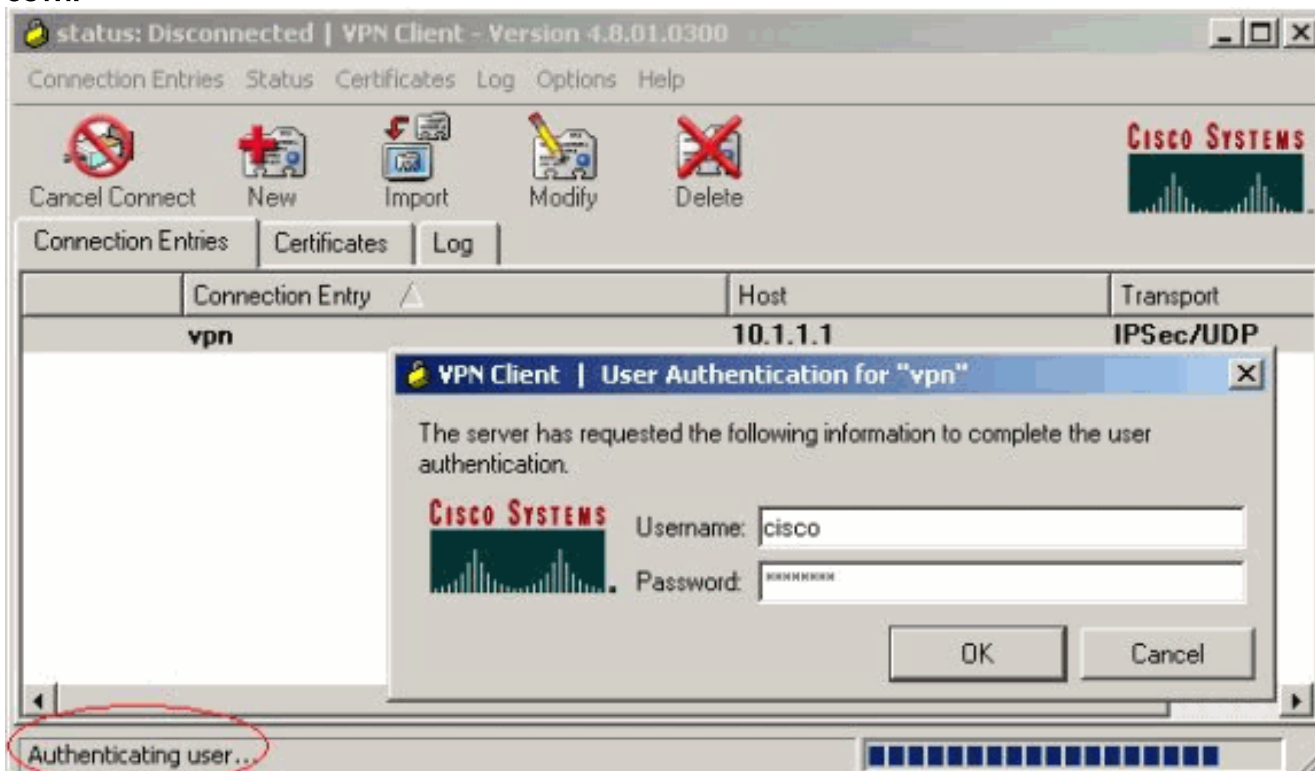 status: Disconnected | VPN Client - Version 4.8.01.0300
Connection Entries Status Certificates Log Options Help
Cancel Connect New Import Modify Delete
CISCO SYSTEMS
Connection Entries Certificates Log
Connection Entry Host Transport
vpn 10.1.1.1 IPSec/UDP
VPN Client | User Authentication for "vpn"
The server has requested the following information to complete the user
authentication.
CISCO SYSTEMS
Username: cisco
Password: ********
OK Cancel
Authenticating user...